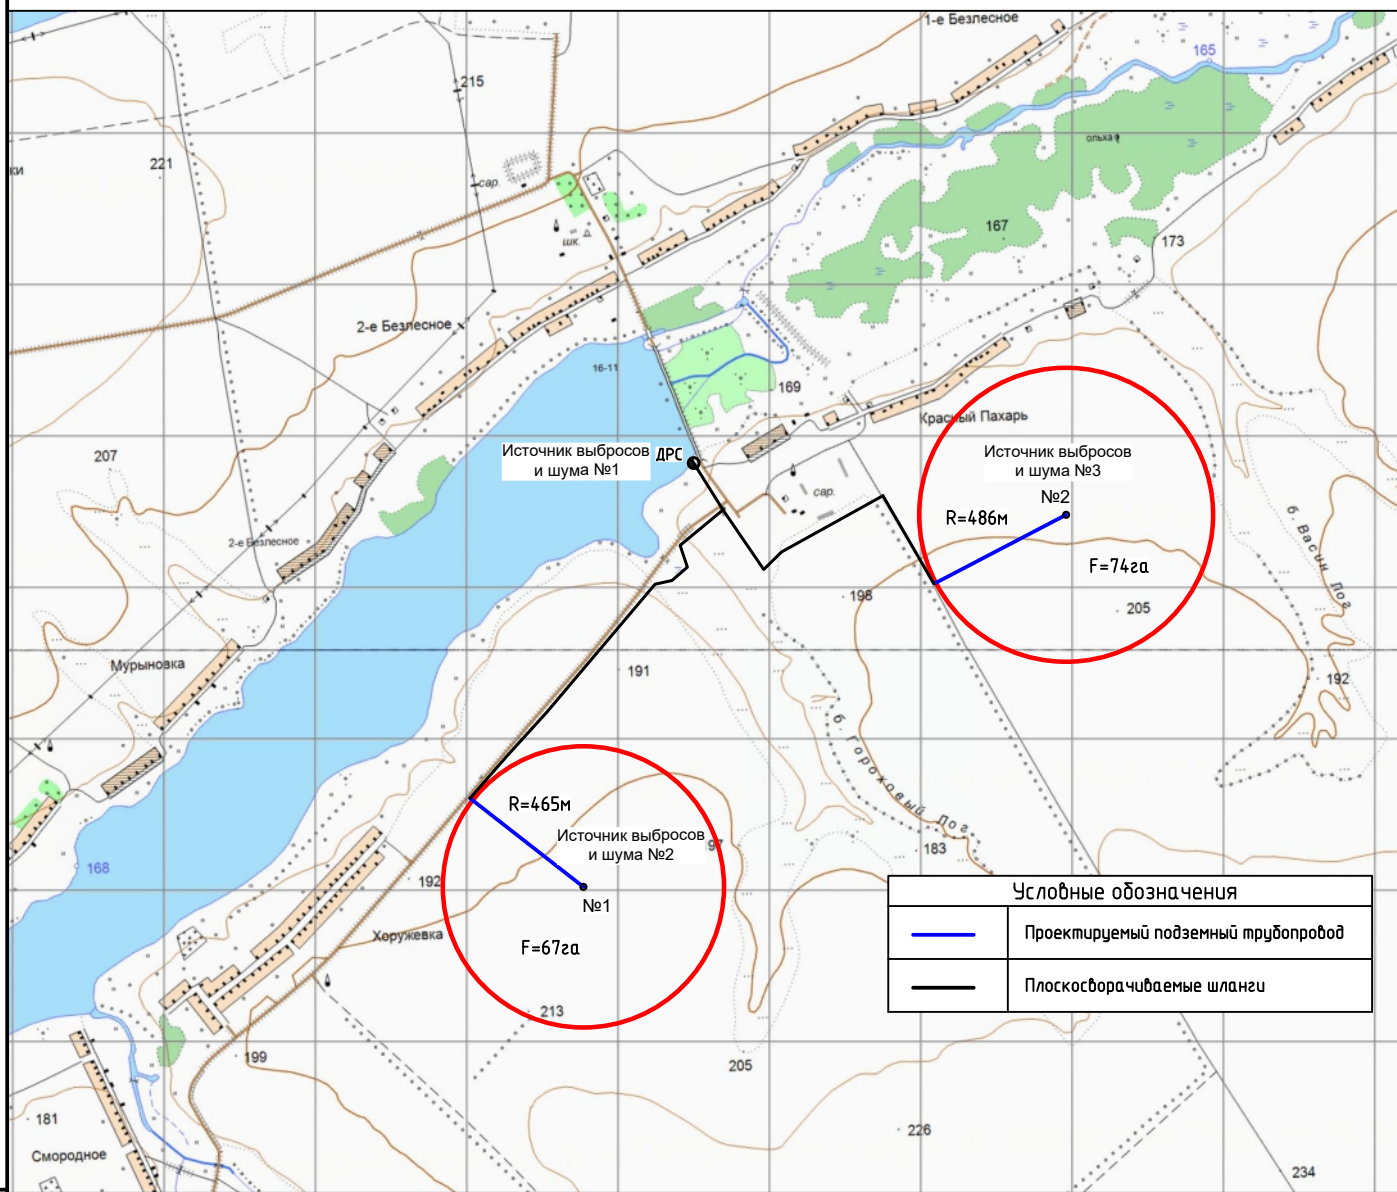 1-е Безлесное
165
215
221
ки
ольха
сар.
шк.
167
173
2-е Безлесное
16-11
169
Красный Пахарь
207
Источник выбросов
и шума №1
ДРС
Источник выбросов
и шума №3
№2
сар.
R=486м
2-е Безлесное
б. Васин Лог
F=74га
198
205
Мурыновка
191
192
б. Гороховый Лог
R=465м
Источник выбросов
и шума №2
97
183
168
192
№1
Условные обозначения
Хоружевка
F=67га
Проектируемый подземный трубопровод
Плоскосворачиваемые шланги
213
199
205
181
226
Смородное
234